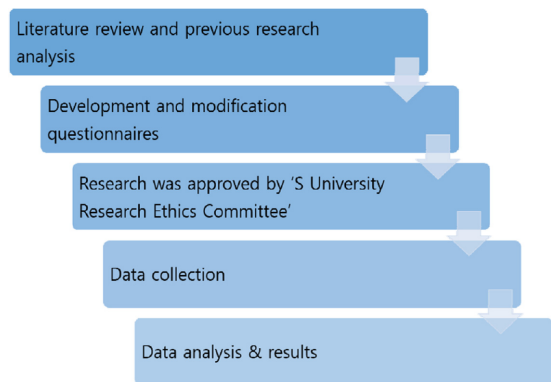 Literature review and previous research
analysis
Development and modification
questionnaires
Research was approved by ‘S University
Research Ethics Committee’
Data collection
Data analysis & results